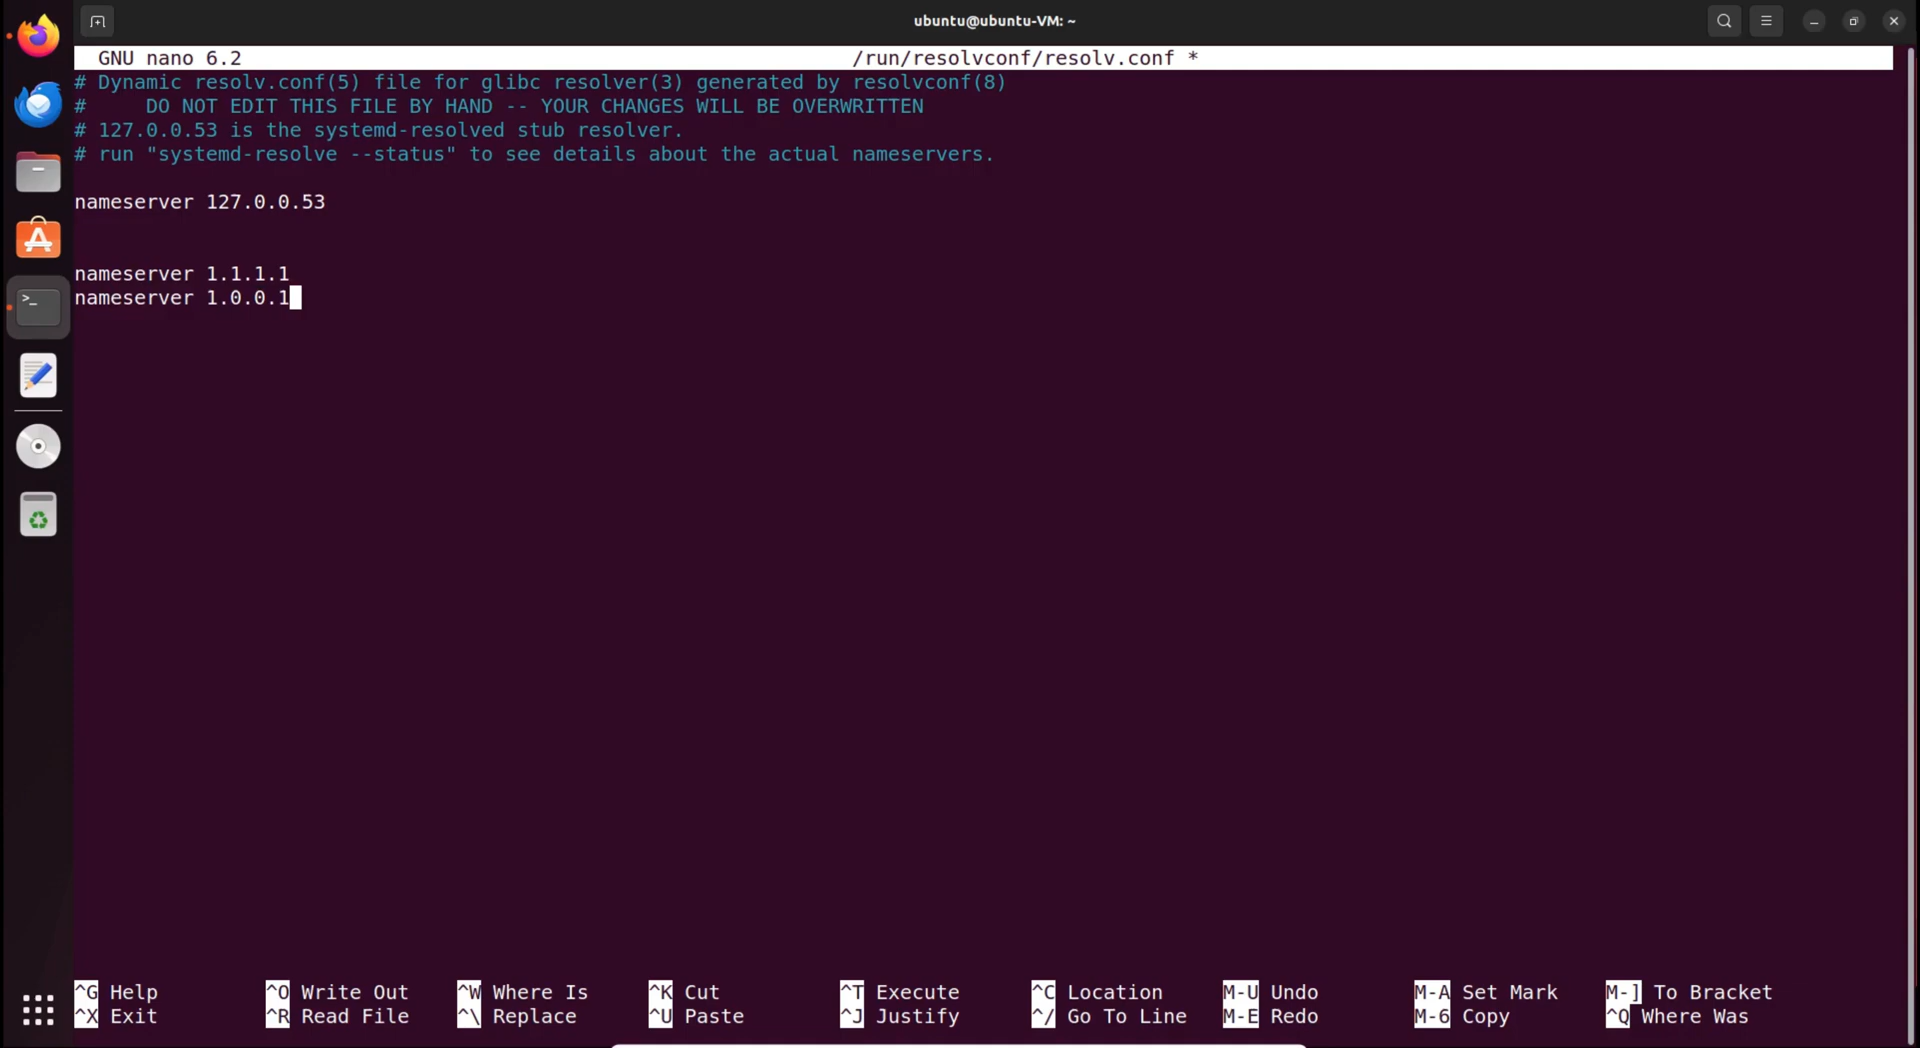 ubuntu@ubuntu-VM: ~
GNU nano 6.2 /run/resolvconf/resolv.conf *
# Dynamic resolv.conf(5) file for glibc resolver(3) generated by resolvconf(8)
#     DO NOT EDIT THIS FILE BY HAND -- YOUR CHANGES WILL BE OVERWRITTEN
# 127.0.0.53 is the systemd-resolved stub resolver.
# run "systemd-resolve --status" to see details about the actual nameservers.
nameserver 127.0.0.53
nameserver 1.1.1.1
nameserver 1.0.0.1
^G Help ^O Write Out ^W Where Is ^K Cut ^T Execute ^C Location M-U Undo M-A Set Mark M-] To Bracket
^X Exit ^R Read File ^\ Replace ^U Paste ^J Justify ^/ Go To Line M-E Redo M-6 Copy ^Q Where Was